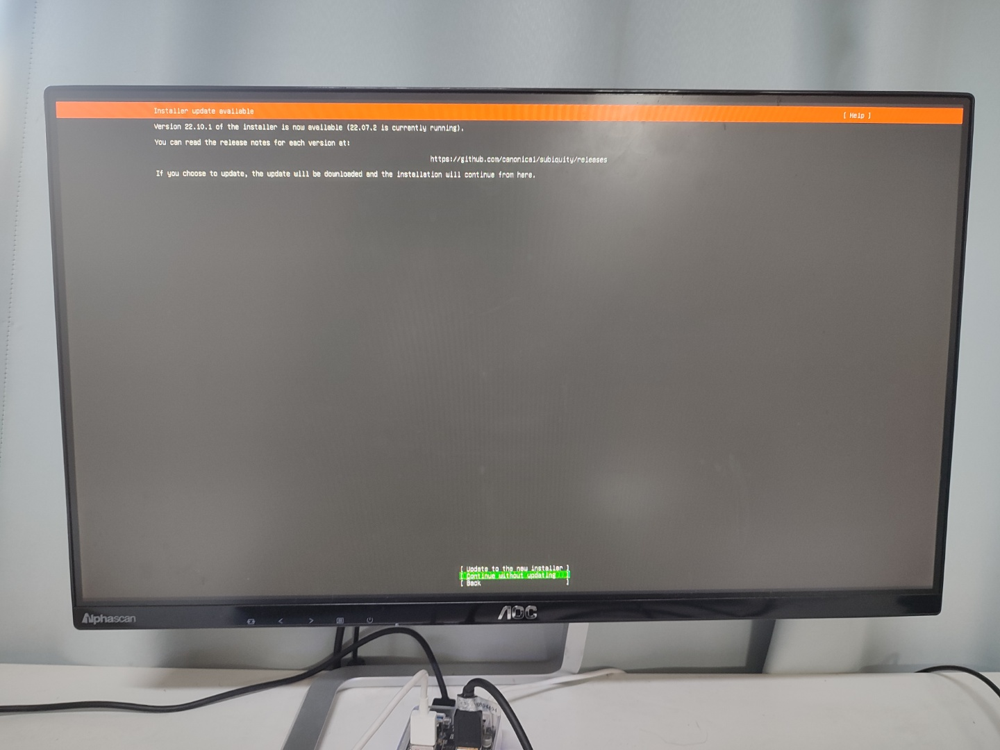 Installer update available
[ Help ]
Version 22.10.1 of the installer is now available (22.07.2 is currently running).
You can read the release notes for each version at:
https://github.com/canonical/subiquity/releases
If you choose to update, the update will be downloaded and the installation will continue from here.
[ Update to the new installer ]
[ Continue without updating ]
[ Back ]
Alphascan
AOC